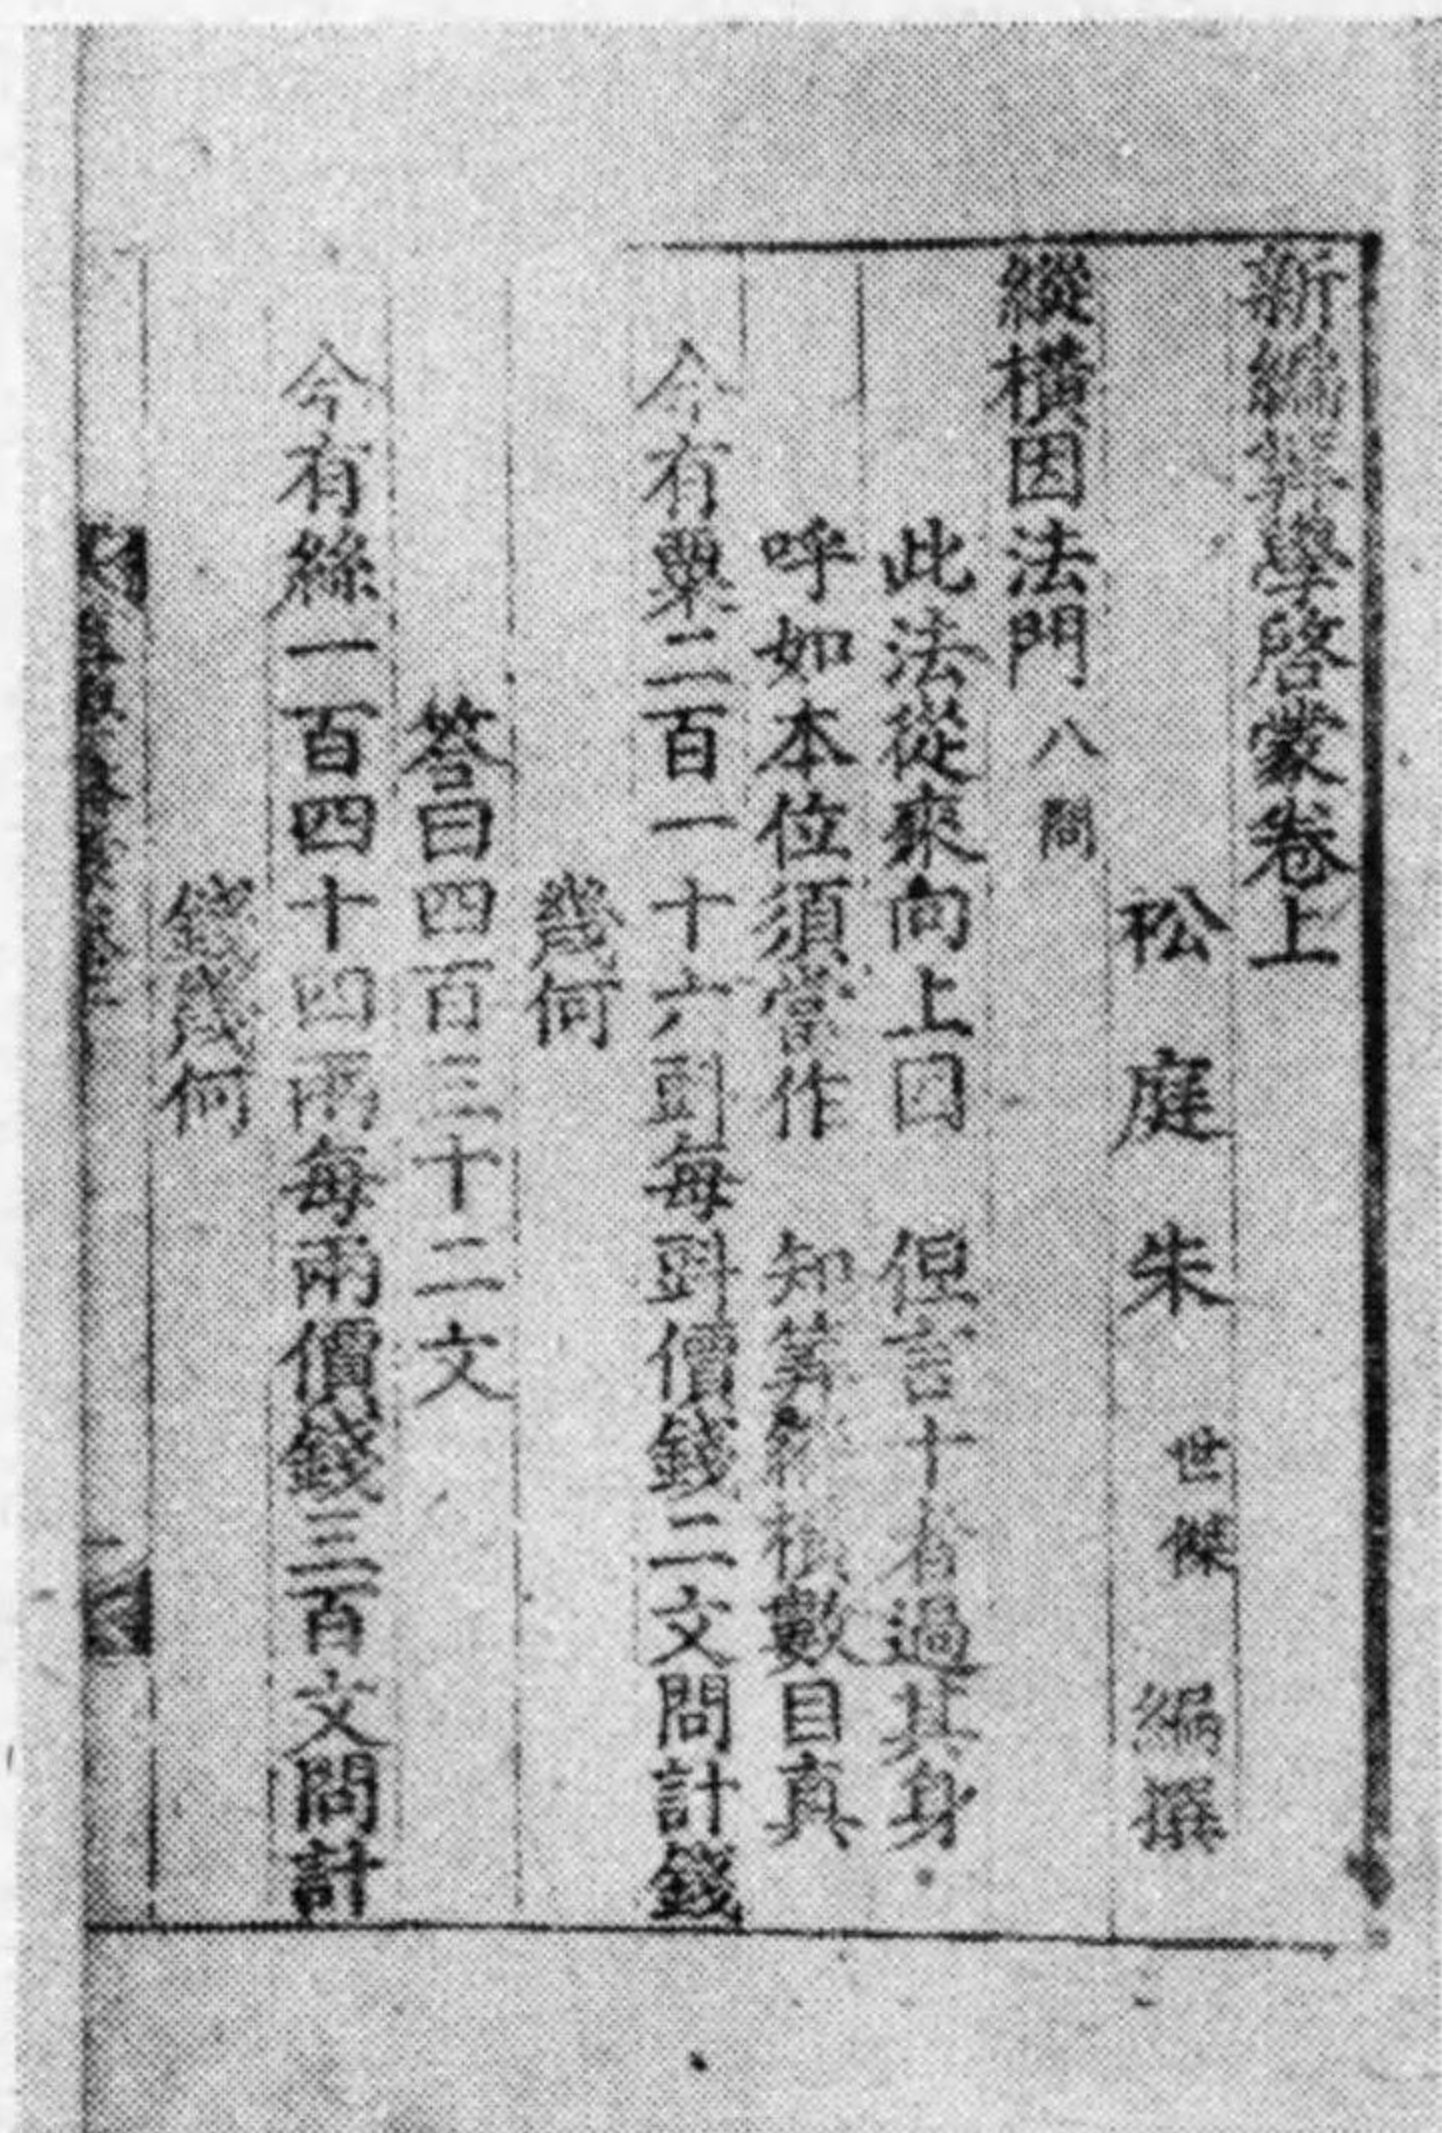 新編筭學啓蒙卷上
松庭朱世傑編撰
縱橫因法門八問
此法從來向上因 但言十者過其身
呼如本位須當作 知筭縱橫數目真
今有粟二百一十六㪷每㪷價錢二文問計錢
幾何
荅曰四百三十二文
今有絲一百四十四兩每兩價錢三百文問計
錢幾何